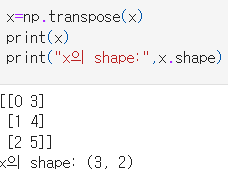 x=np.transpose(x)
print(x)
print("x의 shape:",x.shape)
[[0 3]
[1 4]
[2 5]]
x의 shape: (3, 2)